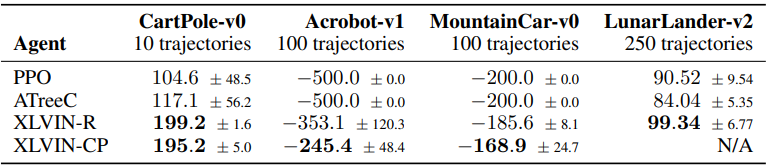 CartPole-v0 Acrobot-v1 MountainCar-v0 LunarLander-v2
Agent 10 trajectories 100 trajectories 100 trajectories 250 trajectories
PPO 104.6 ± 48.5 −500.0 ± 0.0 −200.0 ± 0.0 90.52 ± 9.54
ATreeC 117.1 ± 56.2 −500.0 ± 0.0 −200.0 ± 0.0 84.04 ± 5.35
XLVIN-R 199.2 ± 1.6 −353.1 ± 120.3 −185.6 ± 8.1 99.34 ± 6.77
XLVIN-CP 195.2 ± 5.0 −245.4 ± 48.4 −168.9 ± 24.7 N/A